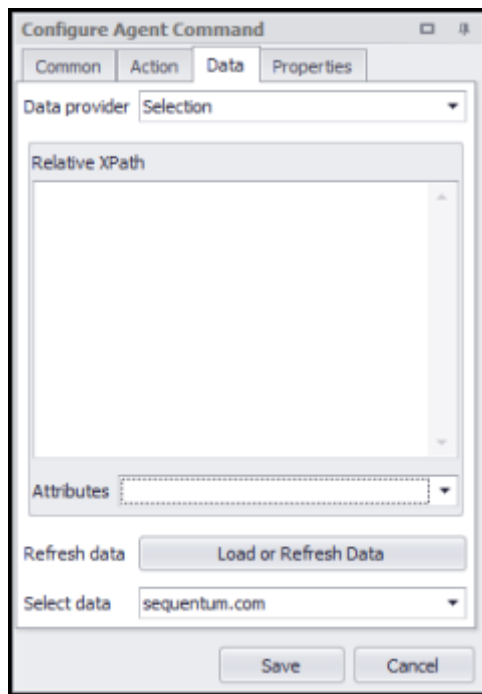 Configure Agent Command
Common Action Data Properties
Data provider Selection
Relative XPath
Attributes
Refresh data Load or Refresh Data
Select data sequentum.com
Save Cancel